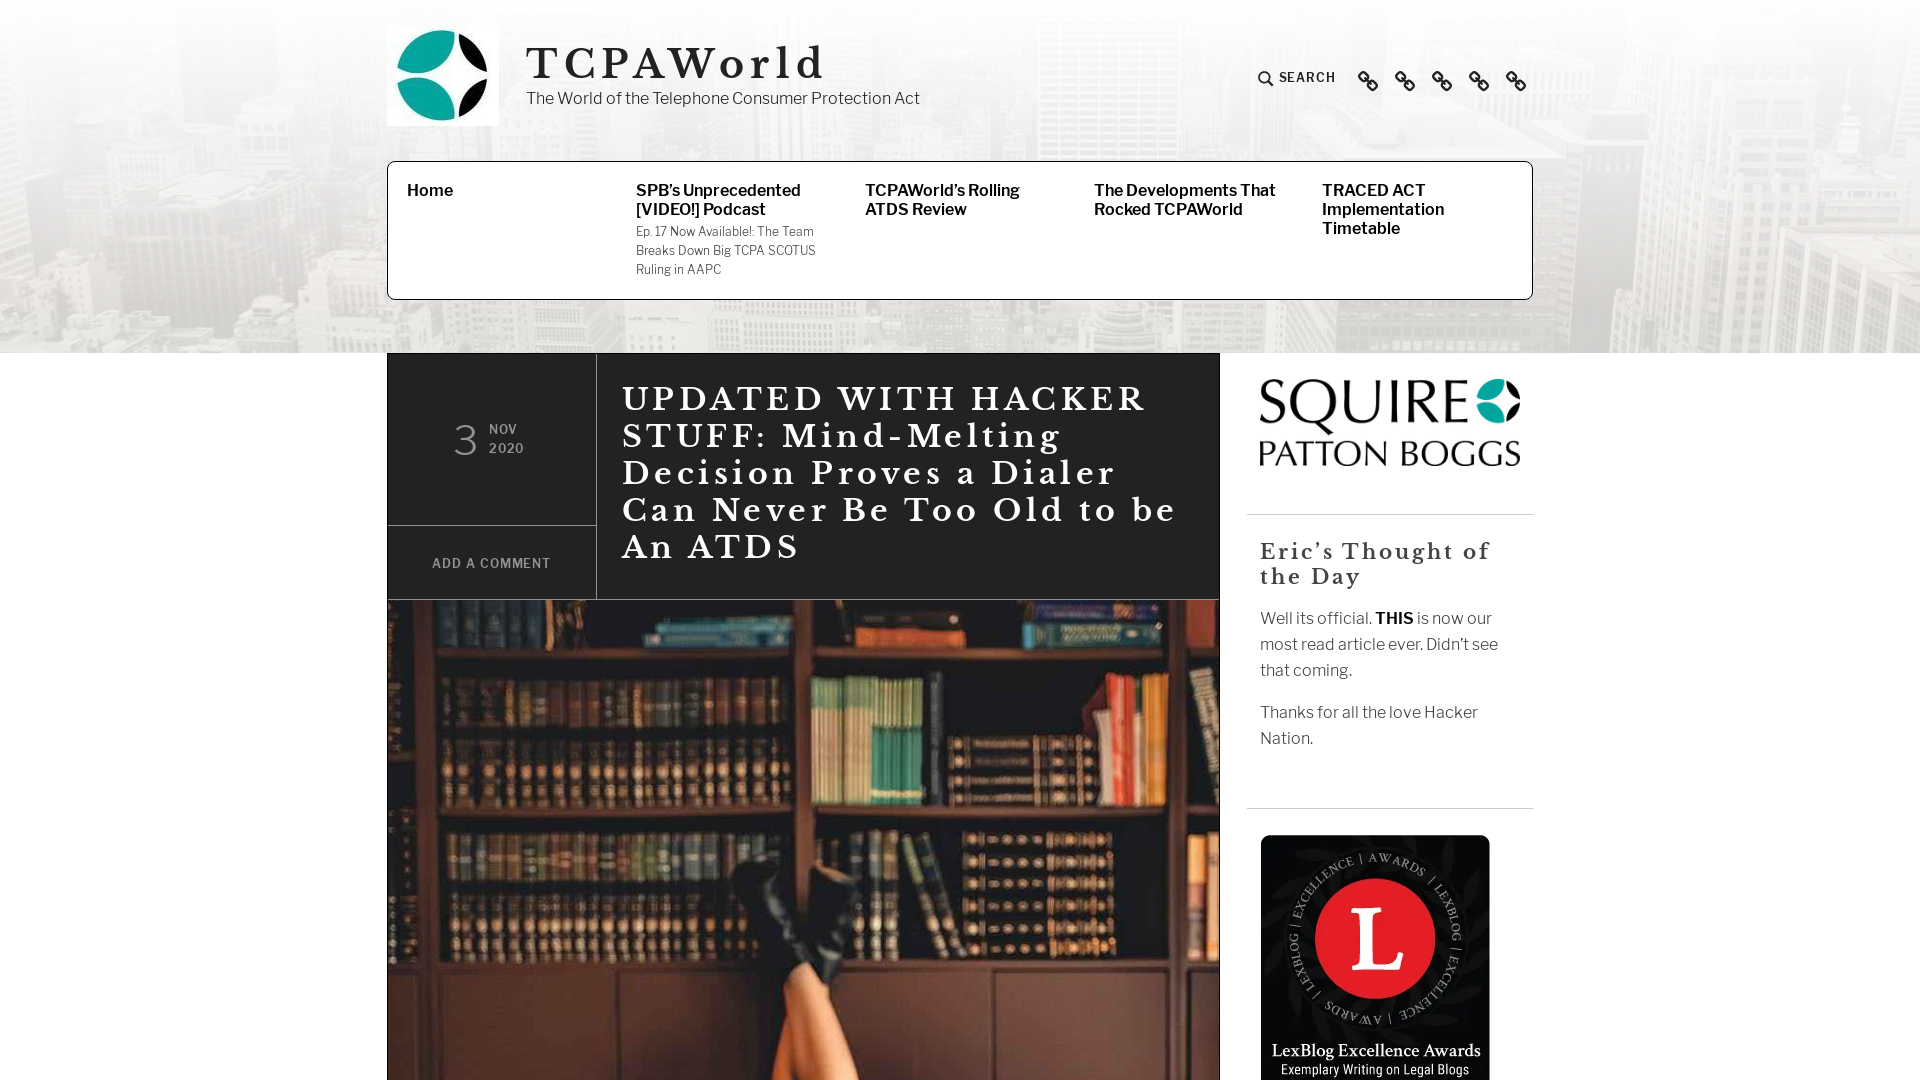 TCPAWorld
The World of the Telephone Consumer Protection Act
SEARCH
Home
SPB’s Unprecedented
[VIDEO!] Podcast
Ep. 17 Now Available!: The Team
Breaks Down Big TCPA SCOTUS
Ruling in AAPC
TCPAWorld’s Rolling
ATDS Review
The Developments That
Rocked TCPAWorld
TRACED ACT
Implementation
Timetable
3
NOV
2020
ADD A COMMENT
UPDATED WITH HACKER
STUFF: Mind-Melting
Decision Proves a Dialer
Can Never Be Too Old to be
An ATDS
SQUIRE
PATTON BOGGS
Eric’s Thought of
the Day
Well its official. THIS is now our
most read article ever. Didn’t see
that coming.
Thanks for all the love Hacker
Nation.
EXCELLENCE | AWARDS | LEXBLOG | EXCELLENCE | AWARDS | LEXBLOG |
L
LexBlog Excellence Awards
Exemplary Writing on Legal Blogs